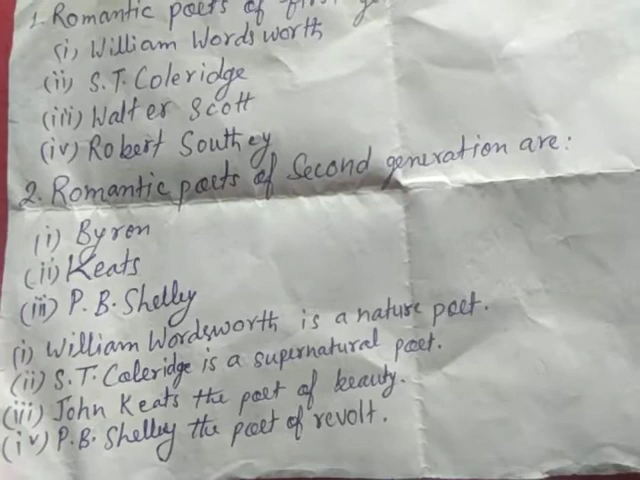 1. Romantic poets of first
(i) William Wordsworth
(ii) S.T. Coleridge
(iii) Walter Scott
(iv) Robert Southey
2. Romantic poets of Second generation are:
(i) Byron
(ii) Keats
(iii) P.B. Shelley
(i) William Wordsworth is a nature poet.
(ii) S.T. Coleridge is a supernatural poet.
(iii) John Keats the poet of beauty.
(iv) P.B. Shelley the poet of revolt.